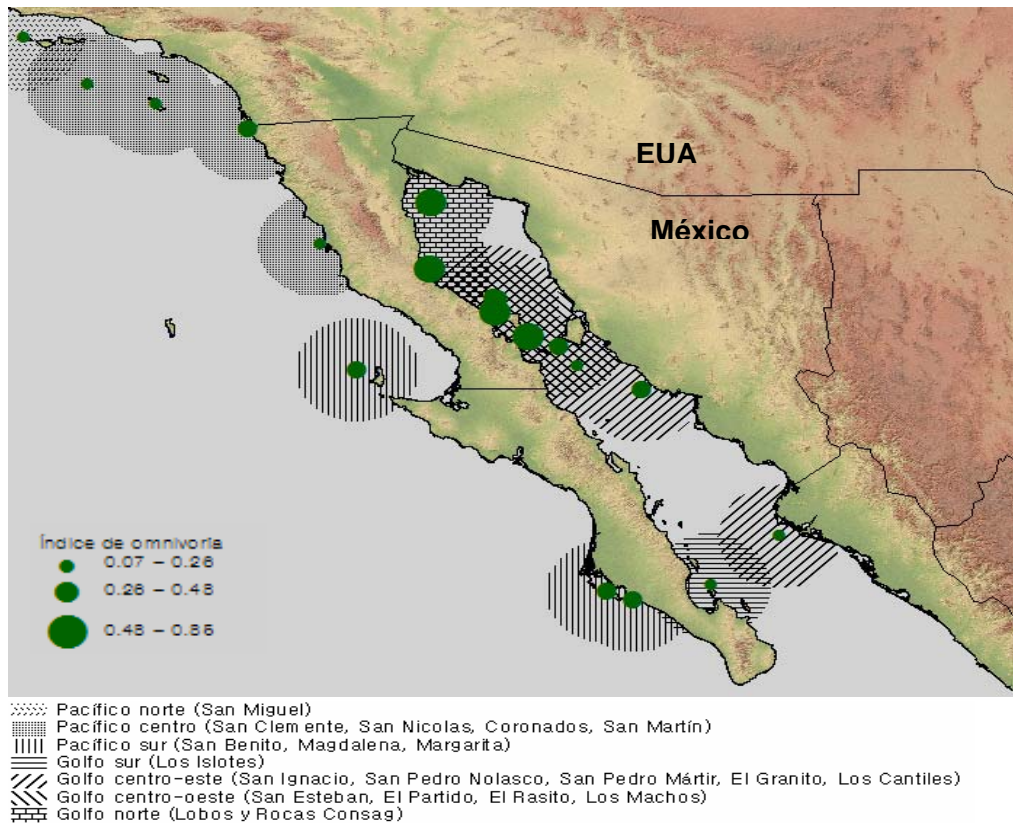 EUA
México
Índice de omnivoría
0.07 – 0.26
0.26 – 0.43
0.43 – 0.86
Pacífico norte (San Miguel)
Pacífico centro (San Clemente, San Nicolas, Coronados, San Martín)
Pacífico sur (San Benito, Magdalena, Margarita)
Golfo sur (Los Islotes)
Golfo centro-este (San Ignacio, San Pedro Nolasco, San Pedro Mártir, El Granito, Los Cantiles)
Golfo centro-oeste (San Esteban, El Partido, El Rasito, Los Machos)
Golfo norte (Lobos y Rocas Consag)